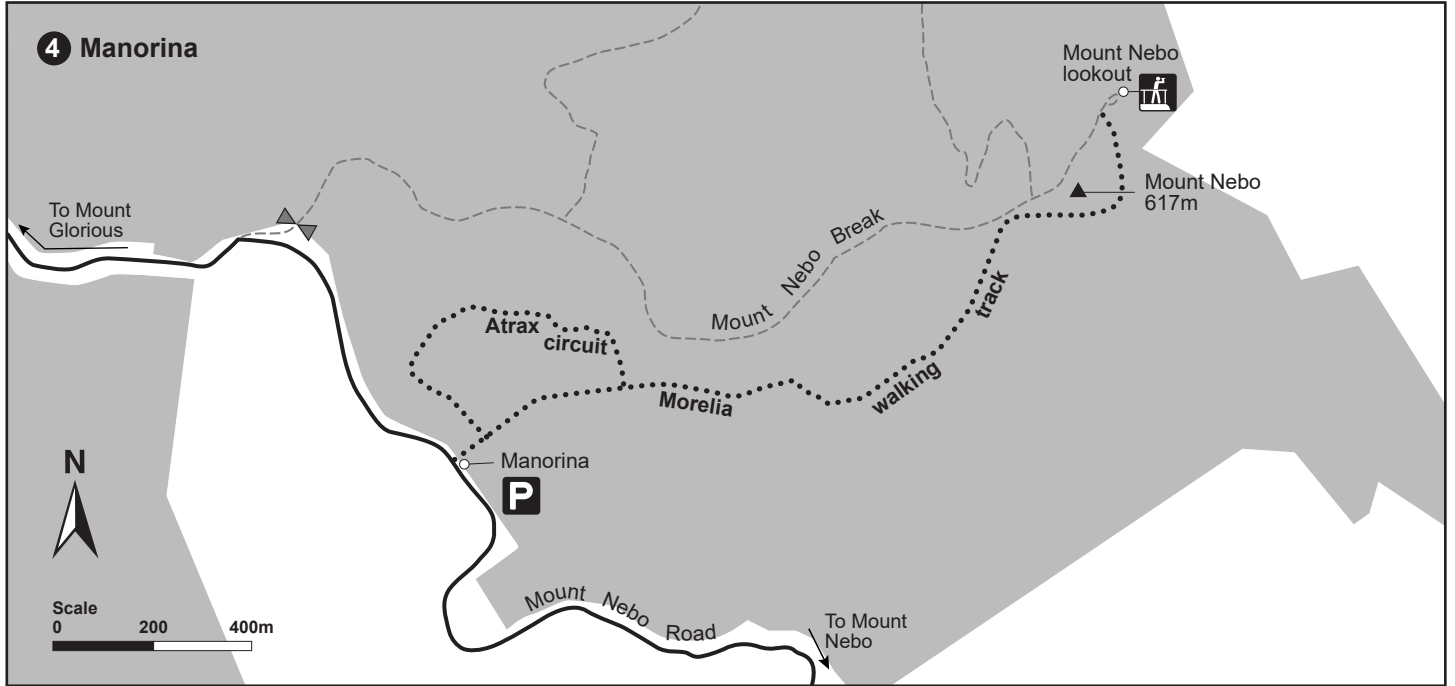 4 Manorina
Mount Nebo
lookout
To Mount
Glorious
Mount Nebo
617m
Mount Nebo Break
Atrax
circuit
Morelia walking track
Manorina
P
N
Scale
0 200 400m
Mount Nebo Road
To Mount
Nebo